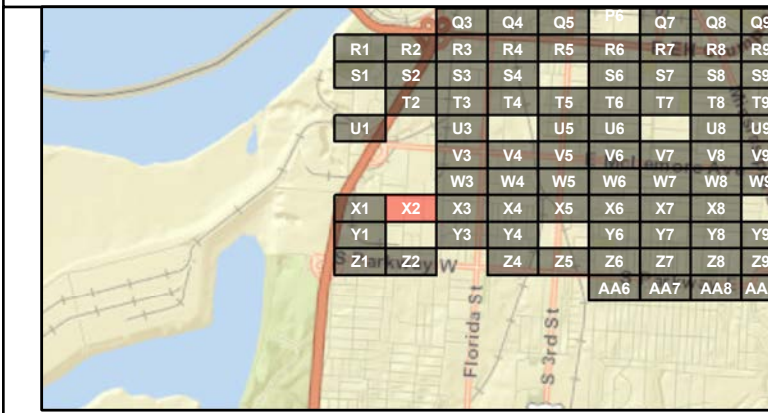 P6
Q3 Q4 Q5 Q7 Q8 Q9
R1 R2 R3 R4 R5 R6 R7 R8 R9
S1 S2 S3 S4 S6 S7 S8 S9
T2 T3 T4 T5 T6 T7 T8 T9
U1 U3 U5 U6 U8 U9
V3 V4 V5 V6 V7 V8 V9
W3 W4 W5 W6 W7 W8 W9
X1 X2 X3 X4 X5 X6 X7 X8
Y1 Y3 Y4 Y6 Y7 Y8 Y9
Z1 Z2 Z4 Z5 Z6 Z7 Z8 Z9
AA6 AA7 AA8 AA
S Parkway W
Florida St
S 3rd St